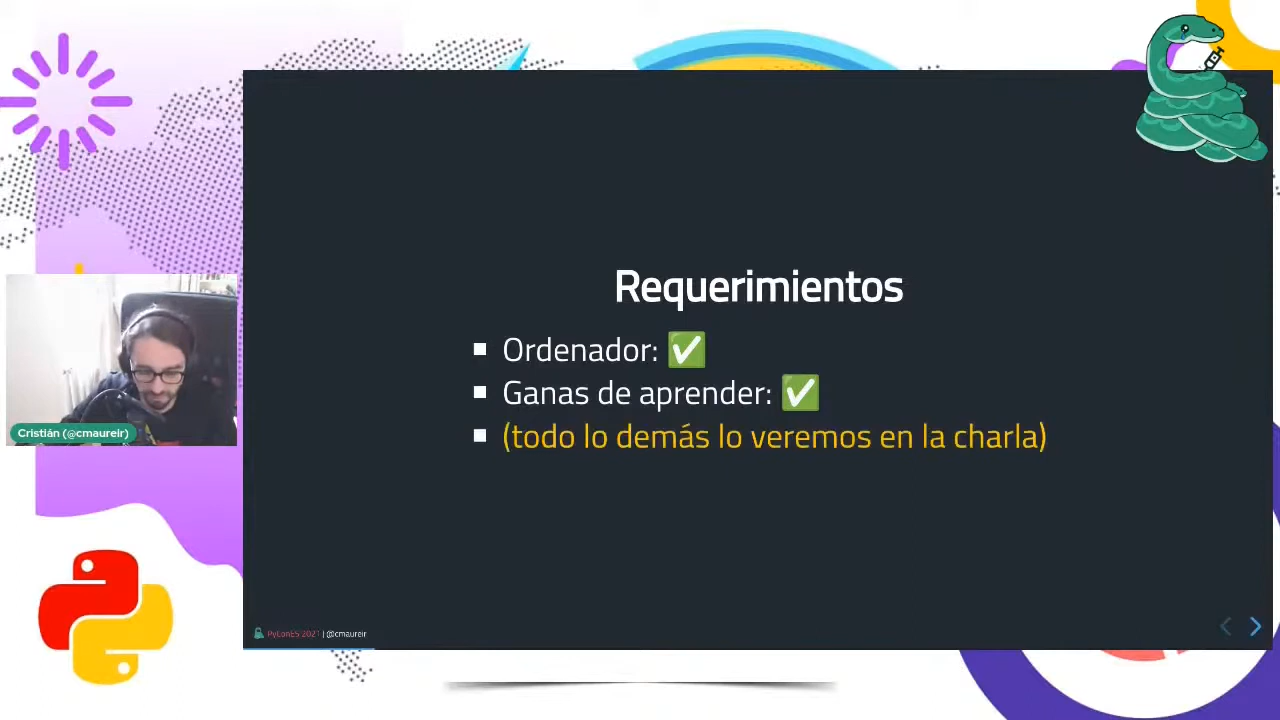 Requerimientos
Ordenador: ✅
Ganas de aprender: ✅
(todo lo demás lo veremos en la charla)
Cristián (@cmaureir)
PyConES 2021 | @cmaureir